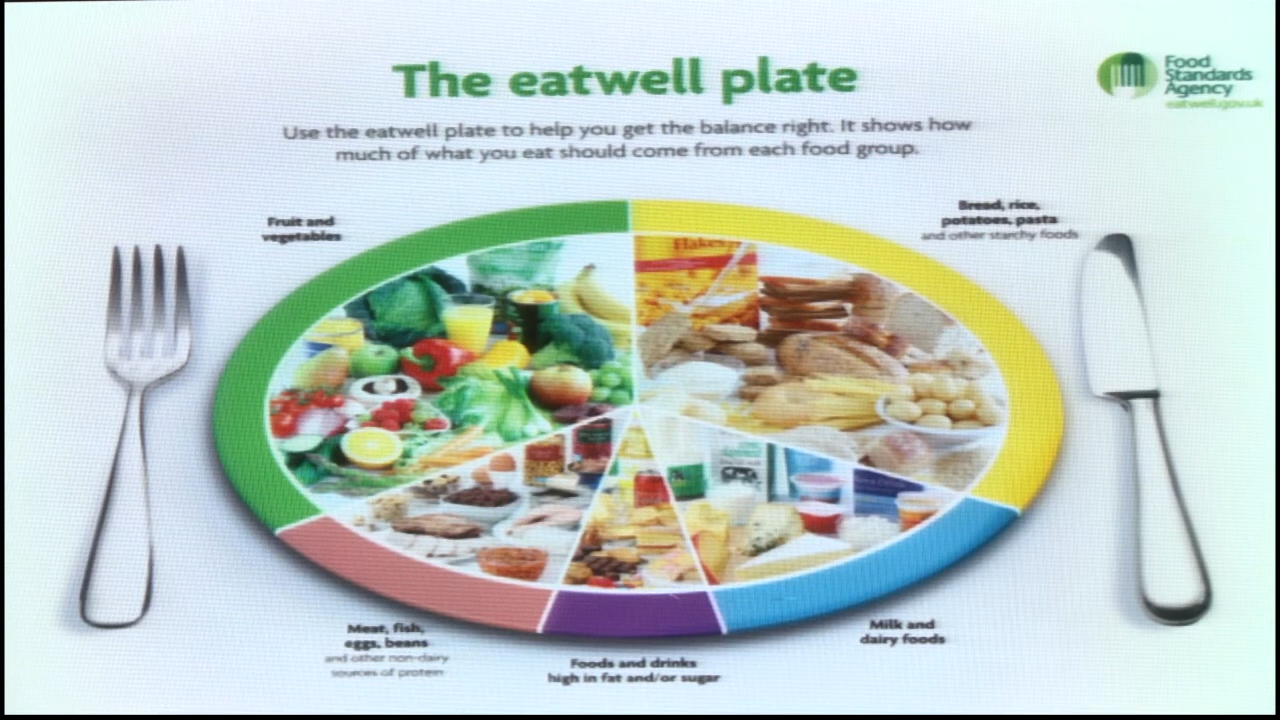 The eatwell plate
Food
Standards
Agency
eatwell.gov.uk
Use the eatwell plate to help you get the balance right. It shows how
much of what you eat should come from each food group.
Fruit and
vegetables
Bread, rice,
potatoes, pasta
and other starchy foods
Flakes
Meat, fish,
eggs, beans
and other non-dairy
sources of protein
Foods and drinks
high in fat and/or sugar
Milk and
dairy foods